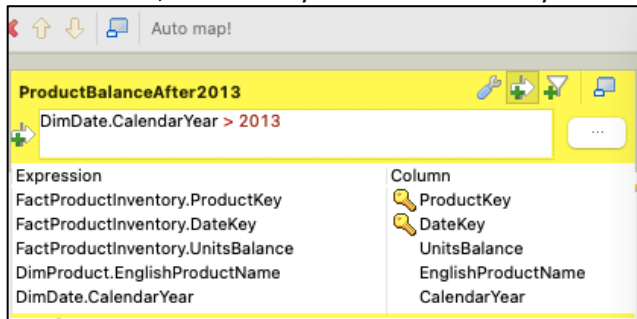 Auto map!
ProductBalanceAfter2013
DimDate.CalendarYear > 2013
...
Expression Column
FactProductInventory.ProductKey ProductKey
FactProductInventory.DateKey DateKey
FactProductInventory.UnitsBalance UnitsBalance
DimProduct.EnglishProductName EnglishProductName
DimDate.CalendarYear CalendarYear